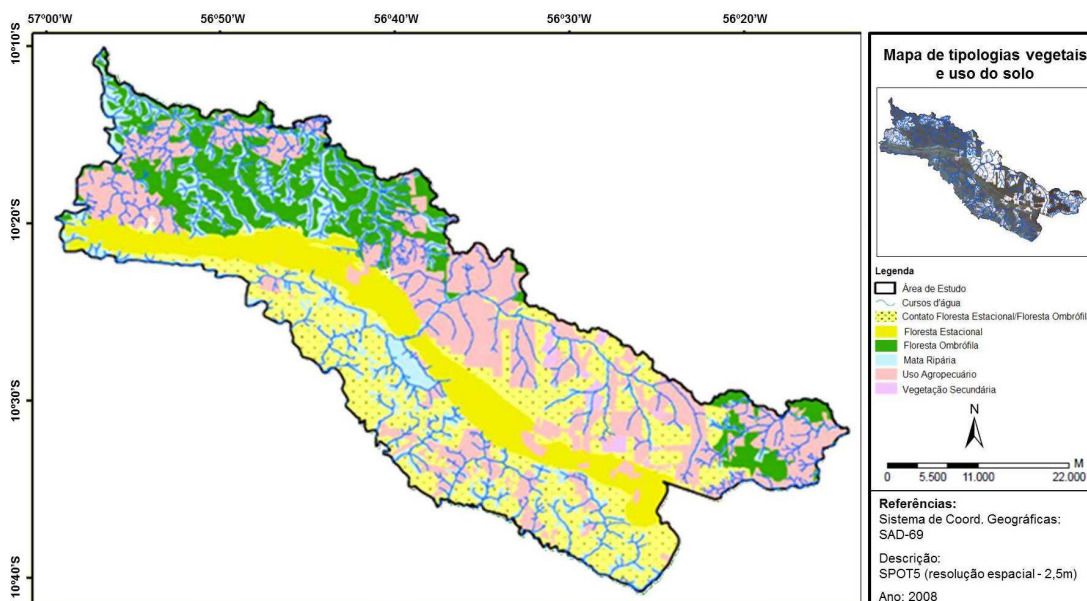 57°00'W 56°50'W 56°40'W 56°30'W 56°20'W
10°10'S
10°20'S
10°30'S
10°40'S
Mapa de tipologias vegetais
e uso do solo
Legenda
Área de Estudo
Cursos d'água
Contato Floresta Estacional/Floresta Ombrófil
Floresta Estacional
Floresta Ombrófila
Mata Ripária
Uso Agropecuário
Vegetação Secundária
N
M
0 5.500 11.000 22.000
Referências:
Sistema de Coord. Geográficas:
SAD-69
Descrição:
SPOT5 (resolução espacial - 2,5m)
Ano: 2008